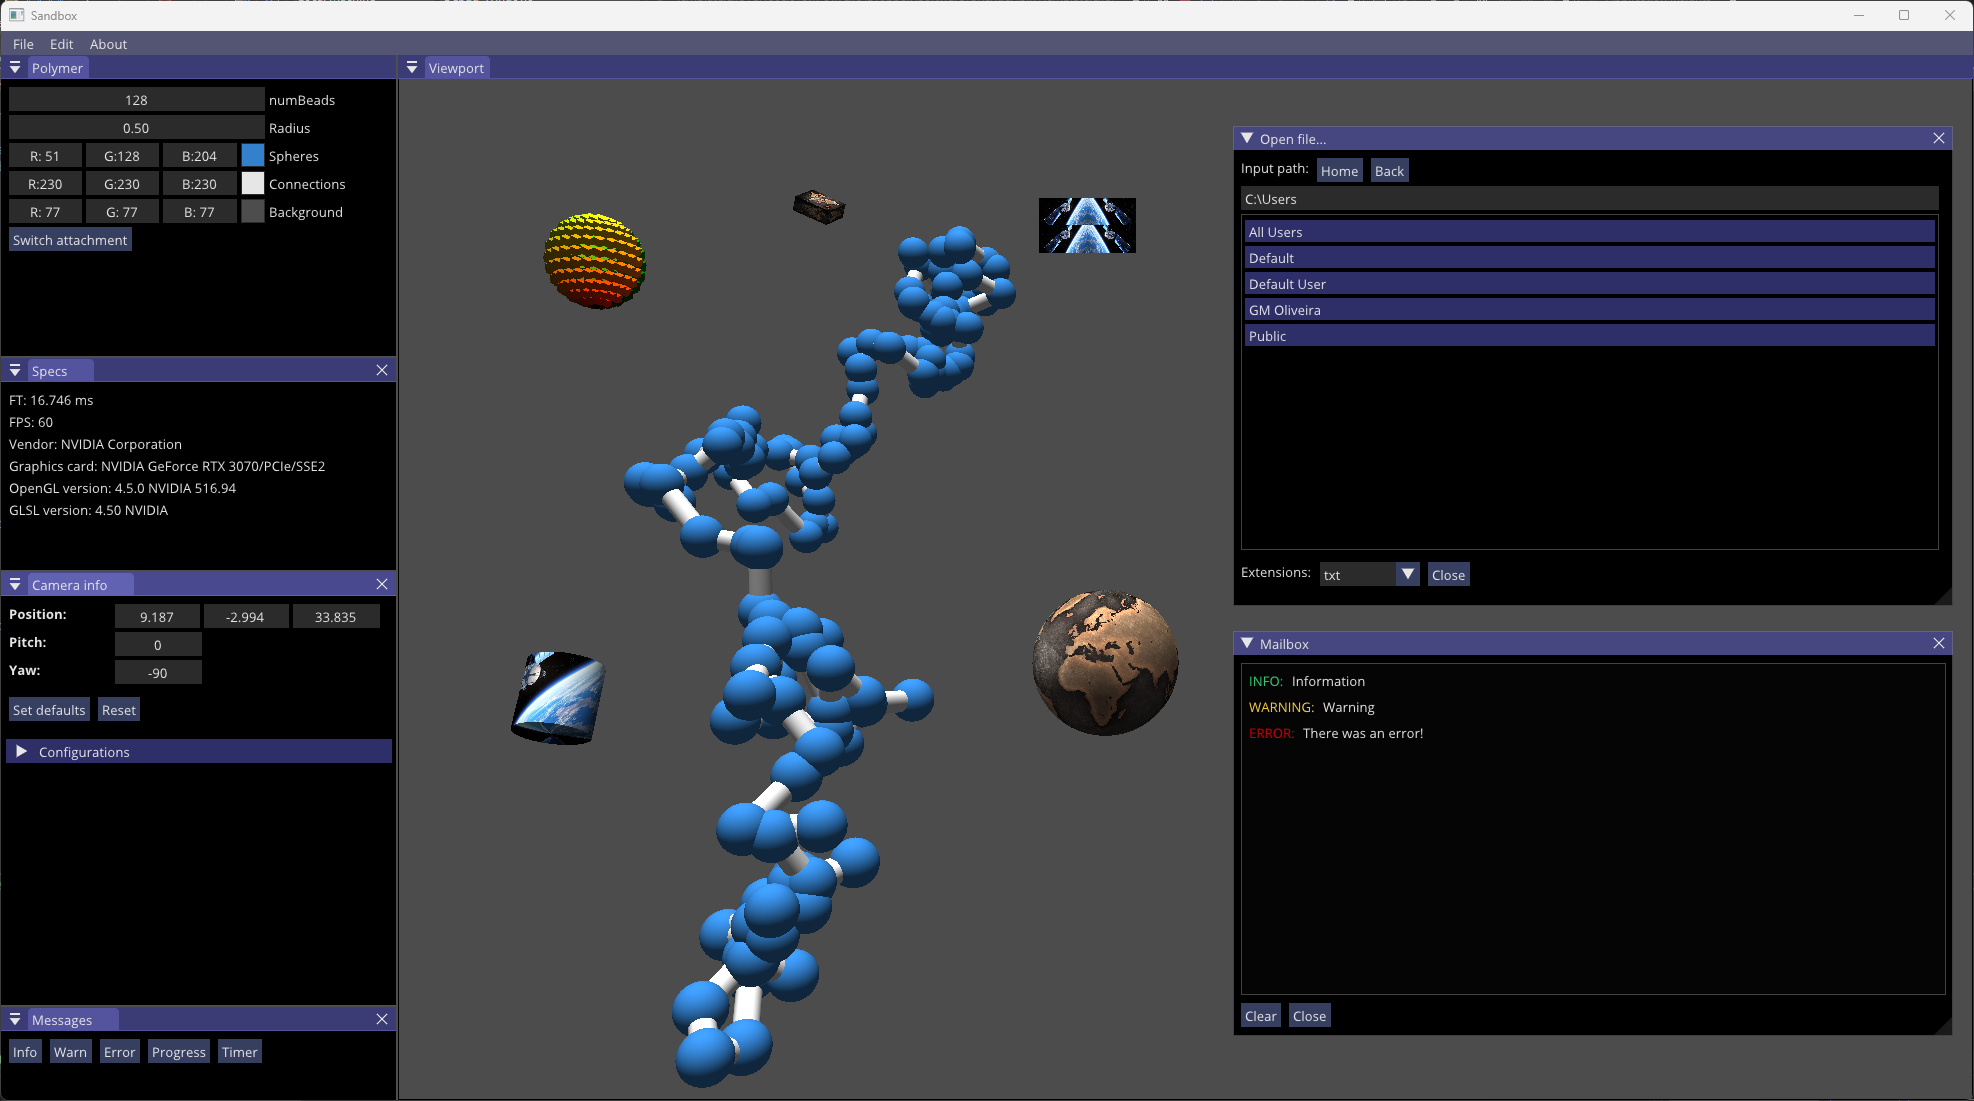 Sandbox
File Edit About
Polymer
128 numBeads
0.50 Radius
R: 51 G:128 B:204 Spheres
R:230 G:230 B:230 Connections
R: 77 G: 77 B: 77 Background
Switch attachment
Specs
FT: 16.746 ms
FPS: 60
Vendor: NVIDIA Corporation
Graphics card: NVIDIA GeForce RTX 3070/PCIe/SSE2
OpenGL version: 4.5.0 NVIDIA 516.94
GLSL version: 4.50 NVIDIA
Camera info
Position: 9.187 -2.994 33.835
Pitch: 0
Yaw: -90
Set defaults Reset
Configurations
Messages
Info Warn Error Progress Timer
Viewport
Open file...
Input path: Home Back
C:\Users
All Users
Default
Default User
GM Oliveira
Public
Extensions: txt Close
Mailbox
INFO: Information
WARNING: Warning
ERROR: There was an error!
Clear Close